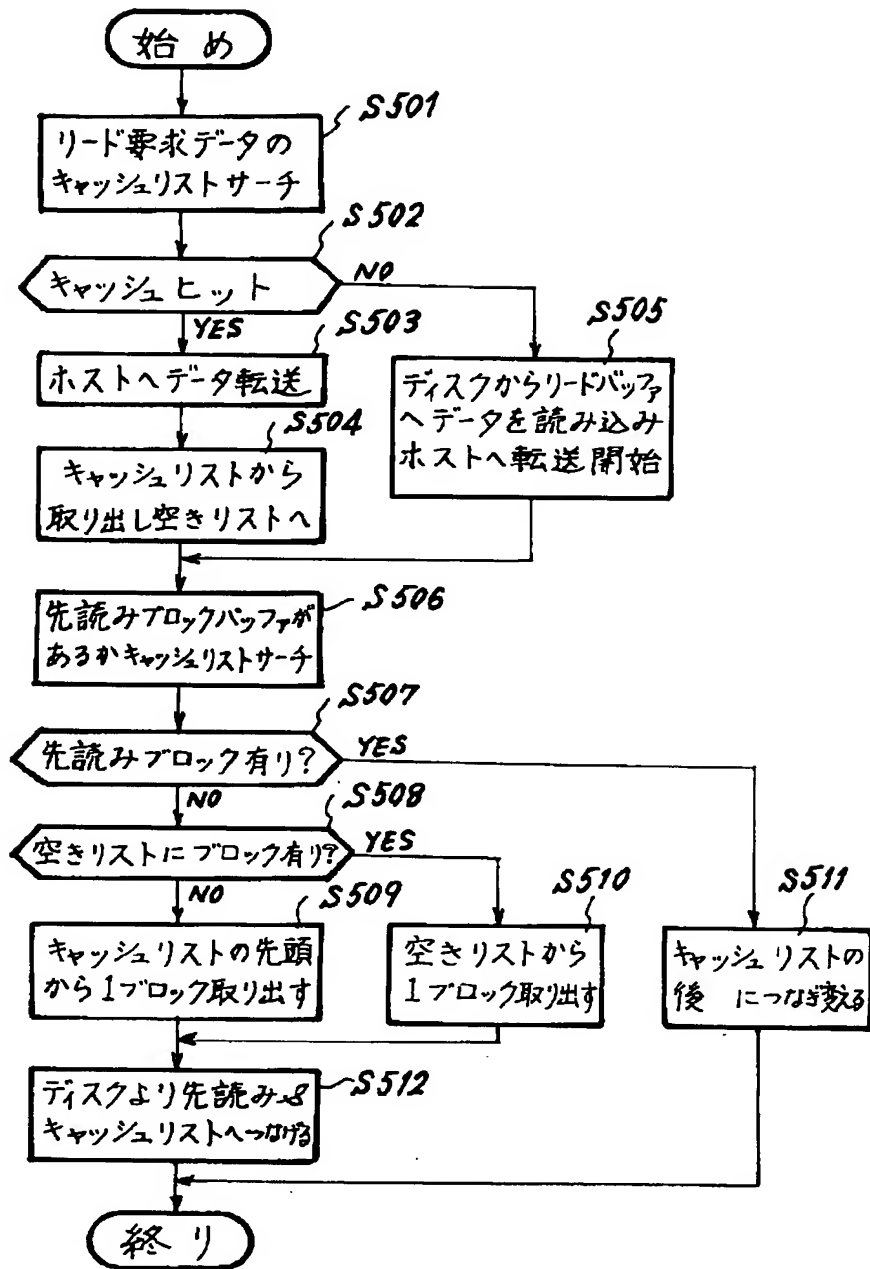 始め
S501
リード要求データの
キャッシュリストサーチ
S502
キャッシュヒット
NO
YES
S503
ホストへデータ転送
S505
ディスクからリードバッファ
へデータを読み込み
ホストへ転送開始
S504
キャッシュリストから
取り出し空きリストへ
S506
先読みブロックバッファが
あるかキャッシュリストサーチ
S507
先読みブロック有り?
YES
NO
S508
空きリストにブロック有り?
YES
NO
S509
キャッシュリストの先頭
から1ブロック取り出す
S510
空きリストから
1ブロック取り出す
S511
キャッシュリストの
後 につなぎ変える
S512
ディスクより先読み&
キャッシュリストへつなげる
終り